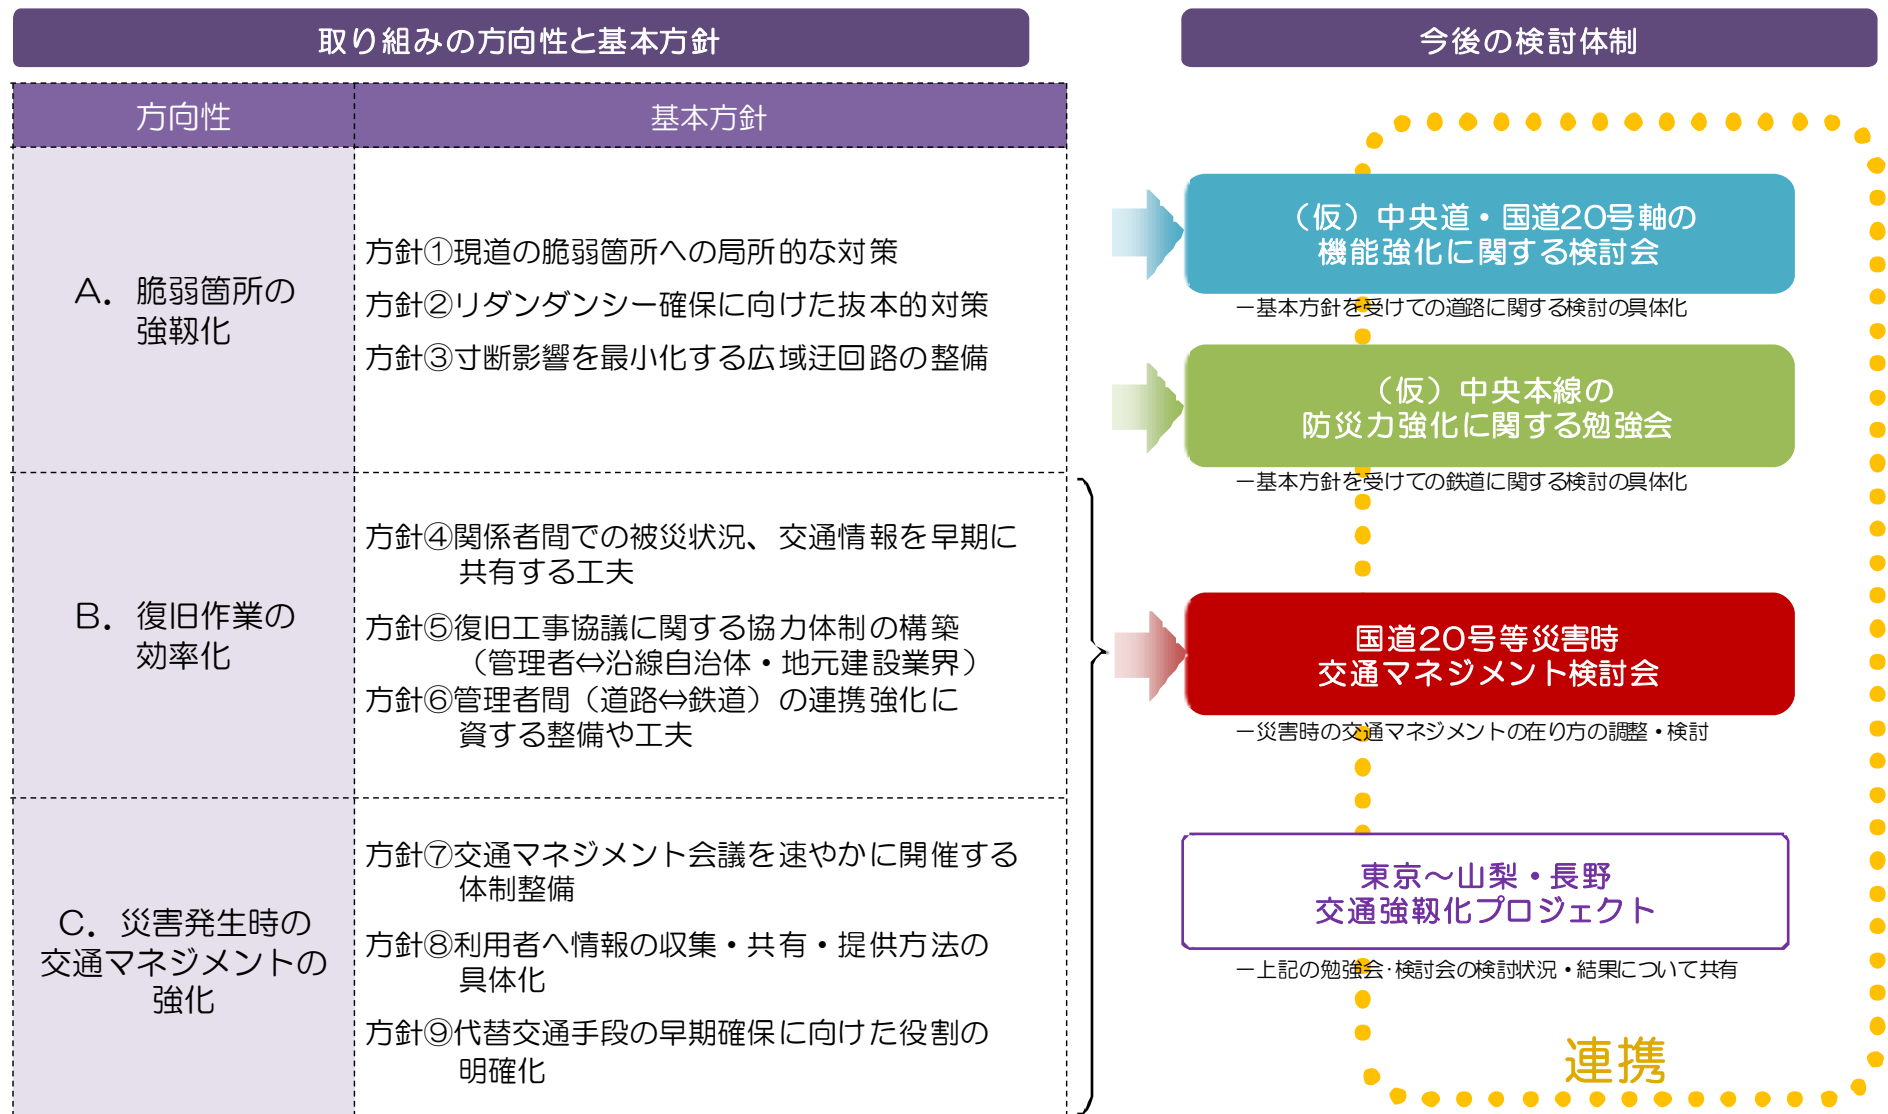 取り組みの方向性と基本方針
方向性
基本方針
A．脆弱箇所の
強靱化
方針①現道の脆弱箇所への局所的な対策
方針②リダンダンシー確保に向けた抜本的対策
方針③寸断影響を最小化する広域迂回路の整備
B．復旧作業の
効率化
方針④関係者間での被災状況、交通情報を早期に
共有する工夫
方針⑤復旧工事協議に関する協力体制の構築
（管理者⇔沿線自治体・地元建設業界）
方針⑥管理者間（道路⇔鉄道）の連携強化に
資する整備や工夫
C．災害発生時の
交通マネジメントの
強化
方針⑦交通マネジメント会議を速やかに開催する
体制整備
方針⑧利用者へ情報の収集・共有・提供方法の
具体化
方針⑨代替交通手段の早期確保に向けた役割の
明確化
今後の検討体制
（仮）中央道・国道20号軸の
機能強化に関する検討会
－基本方針を受けての道路に関する検討の具体化
（仮）中央本線の
防災力強化に関する勉強会
－基本方針を受けての鉄道に関する検討の具体化
国道20号等災害時
交通マネジメント検討会
－災害時の交通マネジメントの在り方の調整・検討
東京～山梨・長野
交通強靱化プロジェクト
－上記の勉強会・検討会の検討状況・結果について共有
連携